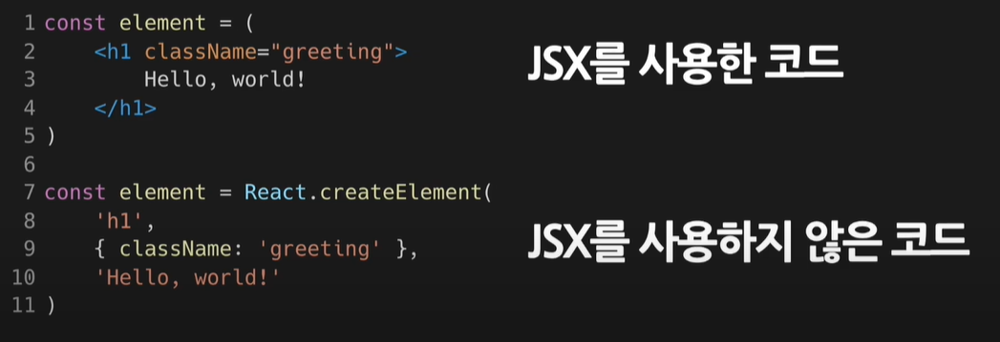 1 const element = (
2     <h1 className="greeting">
3         Hello, world!
4     </h1>
5 )
6
7 const element = React.createElement(
8     'h1',
9     { className: 'greeting' },
10     'Hello, world!'
11 )
JSX를 사용한 코드
JSX를 사용하지 않은 코드